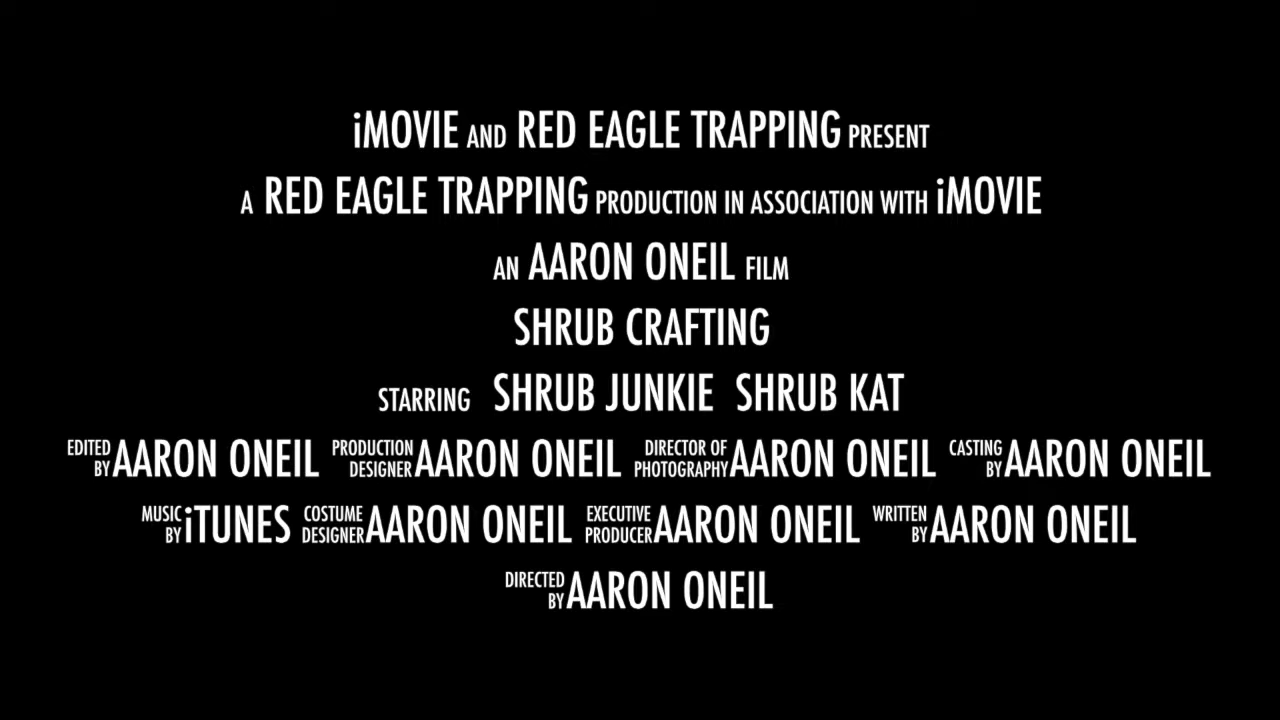 iMOVIE AND RED EAGLE TRAPPING PRESENT
A RED EAGLE TRAPPING PRODUCTION IN ASSOCIATION WITH iMOVIE
AN AARON ONEIL FILM
SHRUB CRAFTING
STARRING SHRUB JUNKIE SHRUB KAT
EDITED BY AARON ONEIL PRODUCTION DESIGNER AARON ONEIL DIRECTOR OF PHOTOGRAPHY AARON ONEIL CASTING BY AARON ONEIL
MUSIC BY iTUNES COSTUME DESIGNER AARON ONEIL EXECUTIVE PRODUCER AARON ONEIL WRITTEN BY AARON ONEIL
DIRECTED BY AARON ONEIL